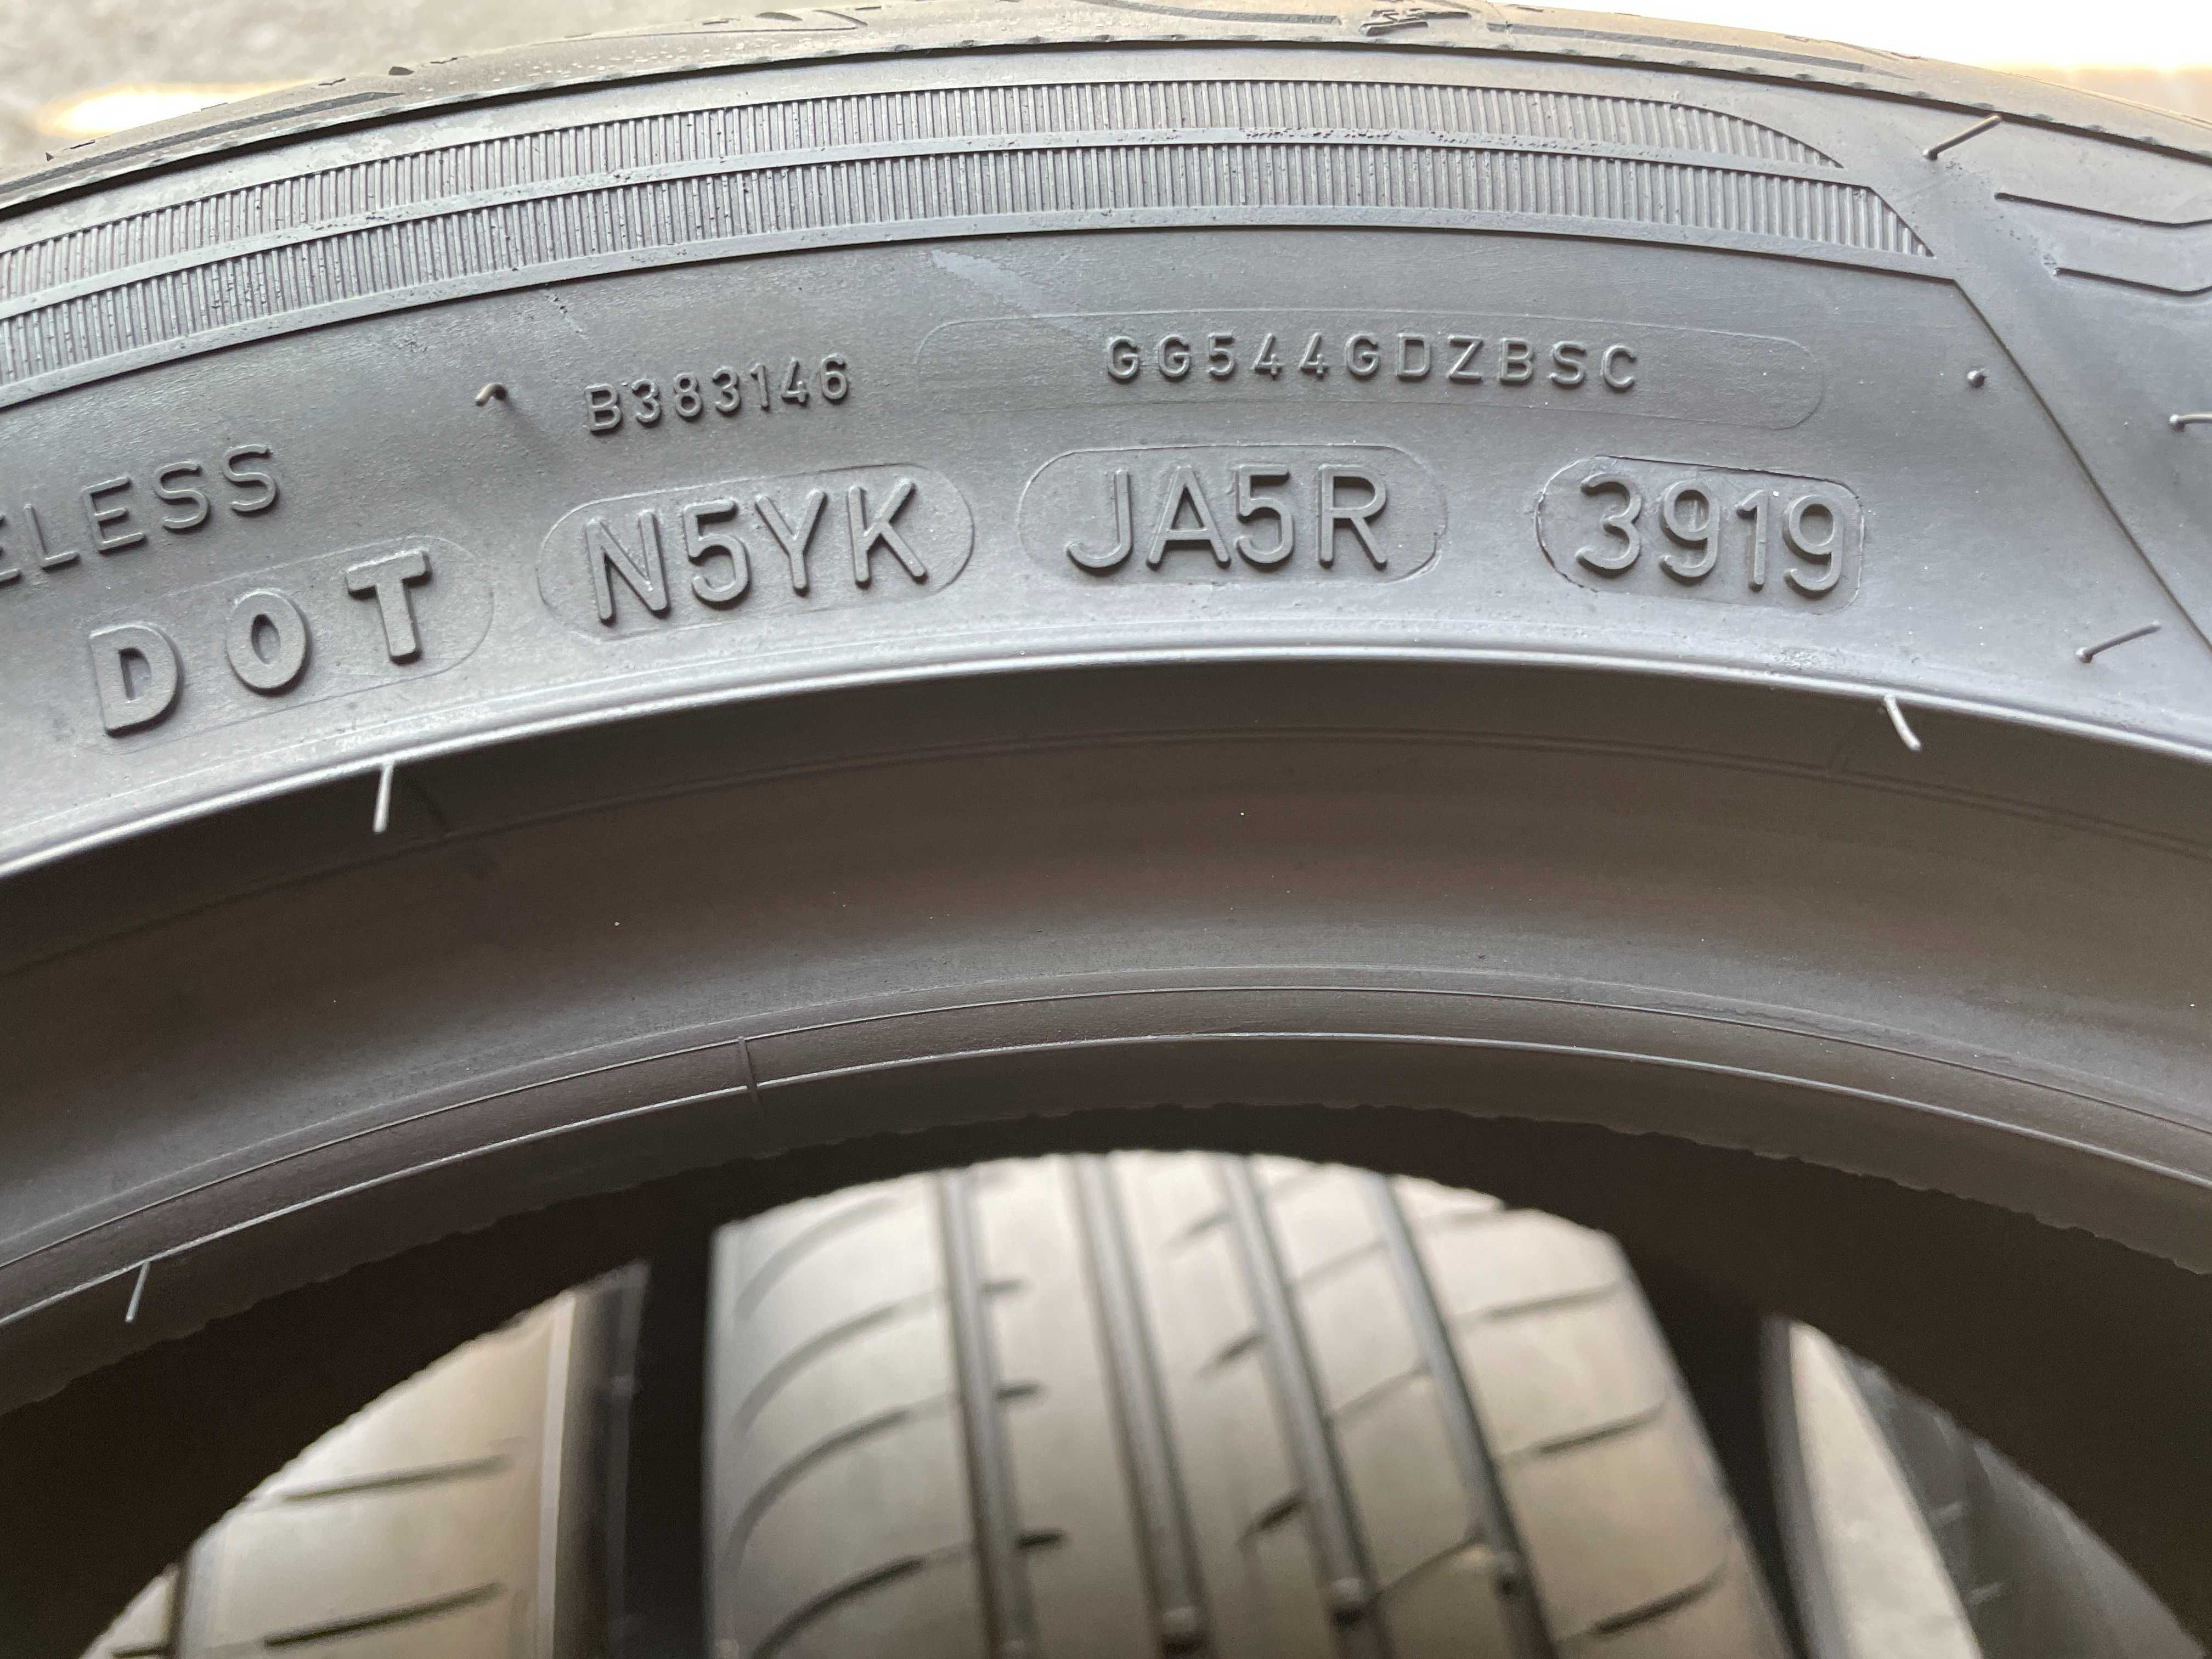 B383146 GG544GDZBSC
ELESS
DOT N5YK JA5R 3919